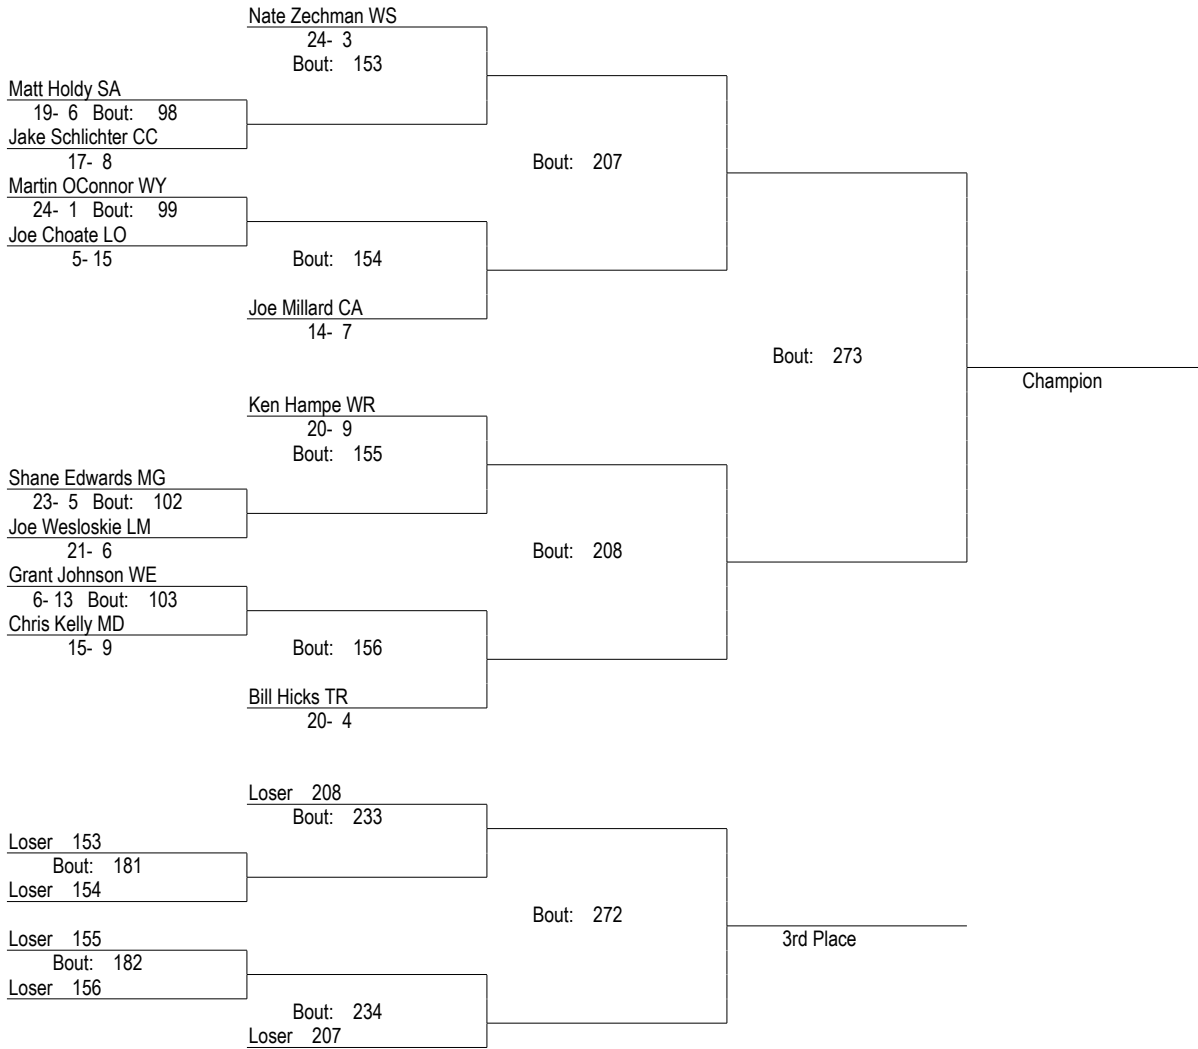 Nate Zechman WS
24- 3
Bout: 153
Matt Holdy SA
19- 6 Bout: 98
Jake Schlichter CC
17- 8
Bout: 207
Martin OConnor WY
24- 1 Bout: 99
Joe Choate LO
5- 15
Bout: 154
Joe Millard CA
14- 7
Bout: 273
Champion
Ken Hampe WR
20- 9
Bout: 155
Shane Edwards MG
23- 5 Bout: 102
Joe Wesloskie LM
21- 6
Bout: 208
Grant Johnson WE
6- 13 Bout: 103
Chris Kelly MD
15- 9
Bout: 156
Bill Hicks TR
20- 4
Loser 208
Bout: 233
Loser 153
Bout: 181
Loser 154
Bout: 272
Loser 155
3rd Place
Bout: 182
Loser 156
Bout: 234
Loser 207